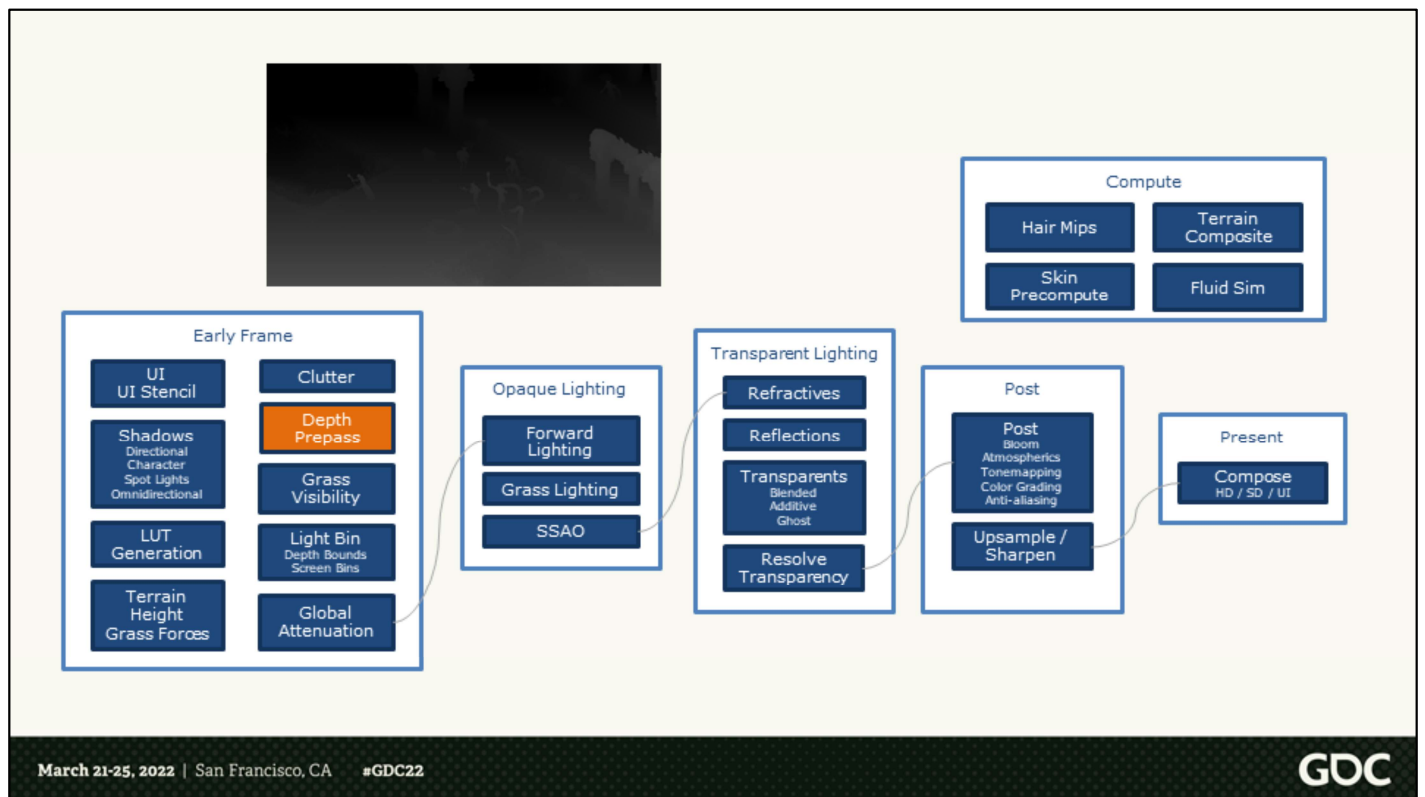 Compute
Hair Mips
Terrain
Composite
Skin
Precompute
Fluid Sim
Early Frame
UI
UI Stencil
Shadows
Directional
Character
Spot Lights
Omnidirectional
LUT
Generation
Terrain
Height
Grass Forces
Clutter
Depth
Prepass
Grass
Visibility
Light Bin
Depth Bounds
Screen Bins
Global
Attenuation
Opaque Lighting
Forward
Lighting
Grass Lighting
SSAO
Transparent Lighting
Refractives
Reflections
Transparents
Blended
Additive
Ghost
Resolve
Transparency
Post
Post
Bloom
Atmospherics
Tonemapping
Color Grading
Anti-aliasing
Upsample /
Sharpen
Present
Compose
HD / SD / UI
March 21-25, 2022 | San Francisco, CA #GDC22
GDC